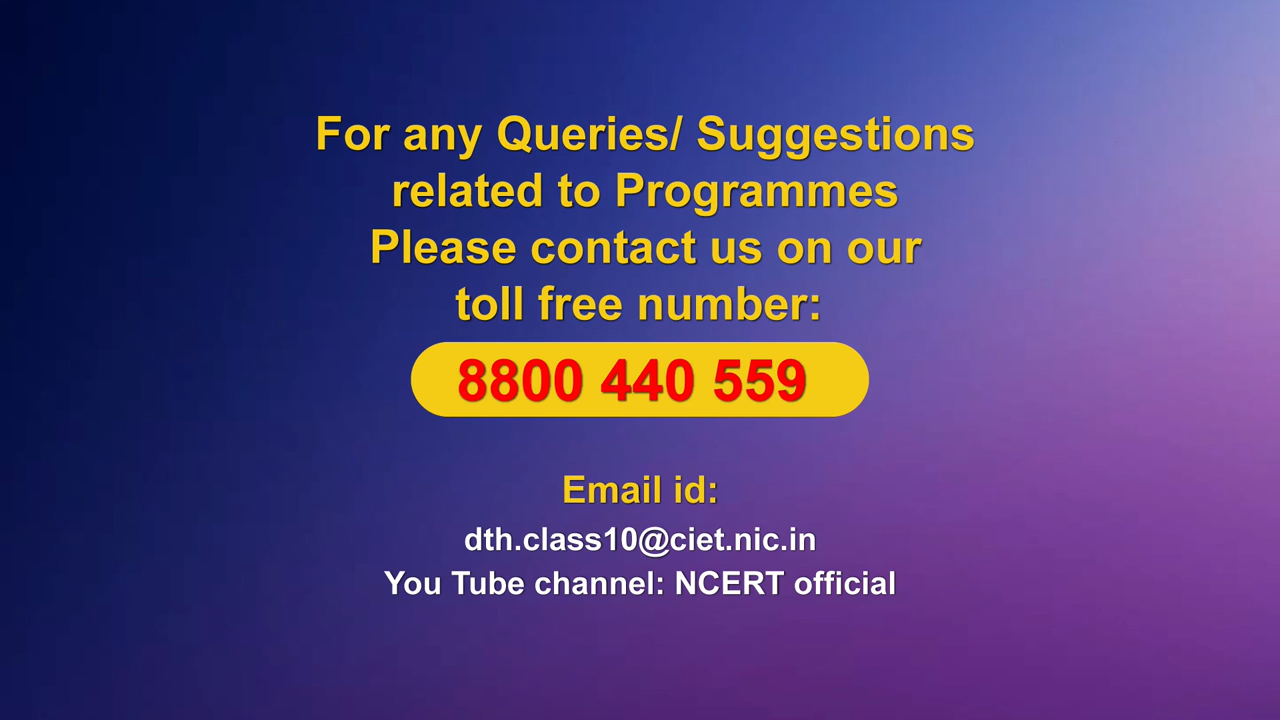 For any Queries/ Suggestions
related to Programmes
Please contact us on our
toll free number:
8800 440 559
Email id:
dth.class10@ciet.nic.in
You Tube channel: NCERT official